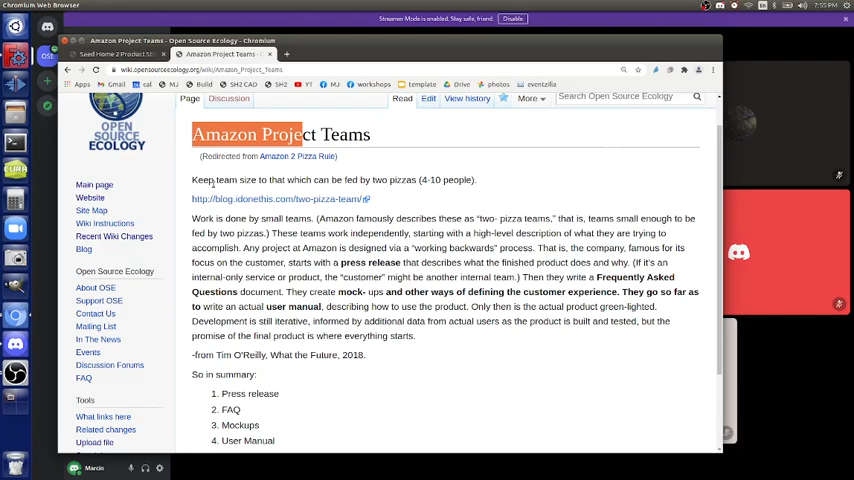 Chromium Web Browser
en
7:55 PM
Streamer Mode is enabled. Stay safe, friend.
Disable
Amazon Project Teams - Open Source Ecology - Chromium
Seed Home 2 Product S
Amazon Project Teams -
wiki.opensourceecology.org/wiki/Amazon_Project_Teams
Apps
Gmail
cal
MJ
Build
SH2 CAD
SH2
YT
MJ
workshops
template
Drive
photos
eventzilla
OSE
CURA
OPEN
SOURCE
ECOLOGY
Main page
Website
Site Map
Wiki Instructions
Recent Wiki Changes
Blog
Open Source Ecology
About OSE
Support OSE
Contact Us
Mailing List
In The News
Events
Discussion Forums
FAQ
Tools
What links here
Related changes
Upload file
Page
Discussion
Read
Edit
View history
More
Search Open Source Ecology
Amazon Project Teams
(Redirected from Amazon 2 Pizza Rule)
Keep team size to that which can be fed by two pizzas (4-10 people).
http://blog.idonethis.com/two-pizza-team/
Work is done by small teams. (Amazon famously describes these as “two- pizza teams,” that is, teams small enough to be
fed by two pizzas.) These teams work independently, starting with a high-level description of what they are trying to
accomplish. Any project at Amazon is designed via a “working backwards” process. That is, the company, famous for its
focus on the customer, starts with a press release that describes what the finished product does and why. (If it’s an
internal-only service or product, the “customer” might be another internal team.) Then they write a Frequently Asked
Questions document. They create mock- ups and other ways of defining the customer experience. They go so far as
to write an actual user manual, describing how to use the product. Only then is the actual product green-lighted.
Development is still iterative, informed by additional data from actual users as the product is built and tested, but the
promise of the final product is where everything starts.
-from Tim O'Reilly, What the Future, 2018.
So in summary:
1. Press release
2. FAQ
3. Mockups
4. User Manual
Marcin